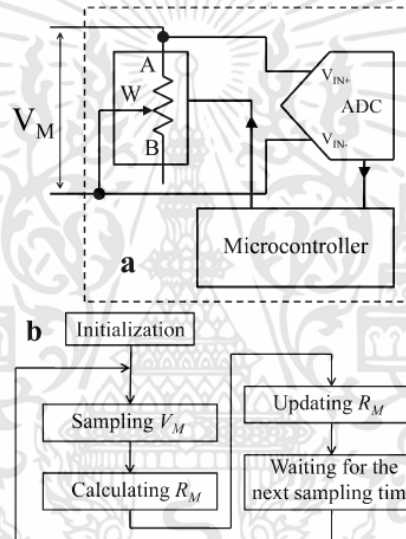 A
W
B
V_M
V_IN+
ADC
V_IN-
Microcontroller
a
b
Initialization
Sampling V_M
Calculating R_M
Updating R_M
Waiting for the
next sampling tim